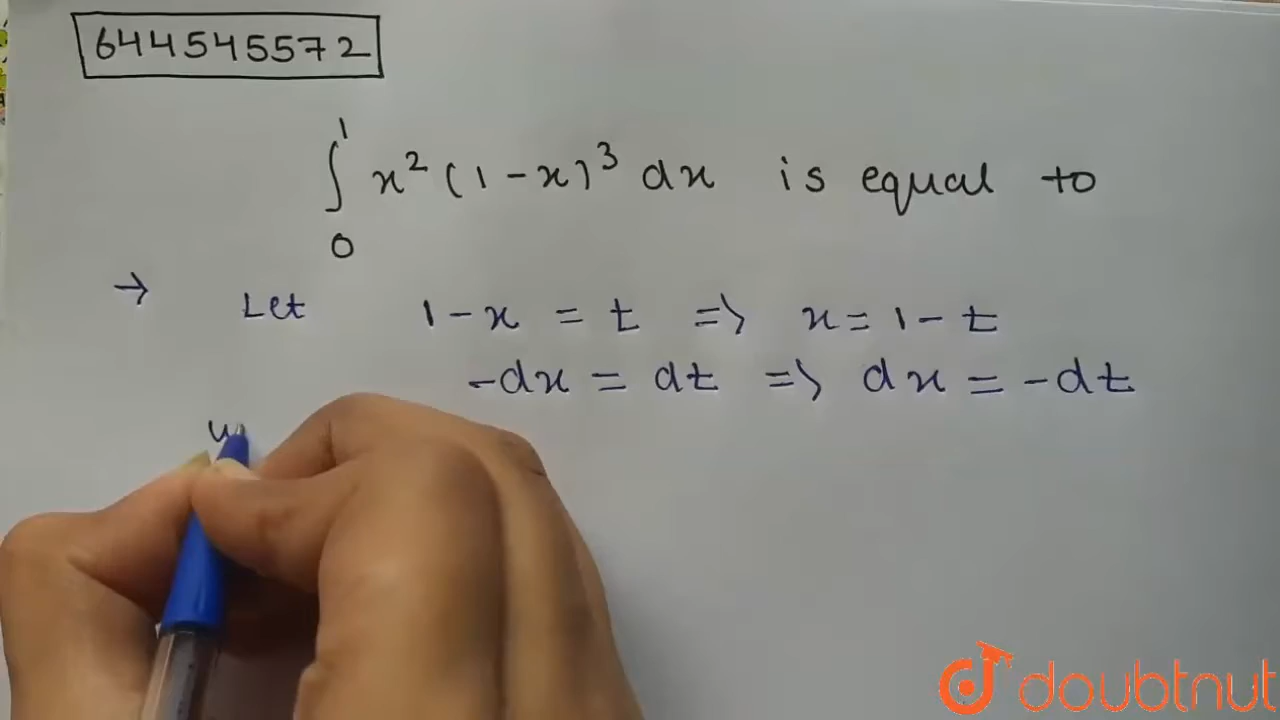 644545572
∫₀¹ x² (1-x)³ dx is equal to
→ Let 1-x = t => x = 1-t
-dx = dt => dx = -dt
doubtnut